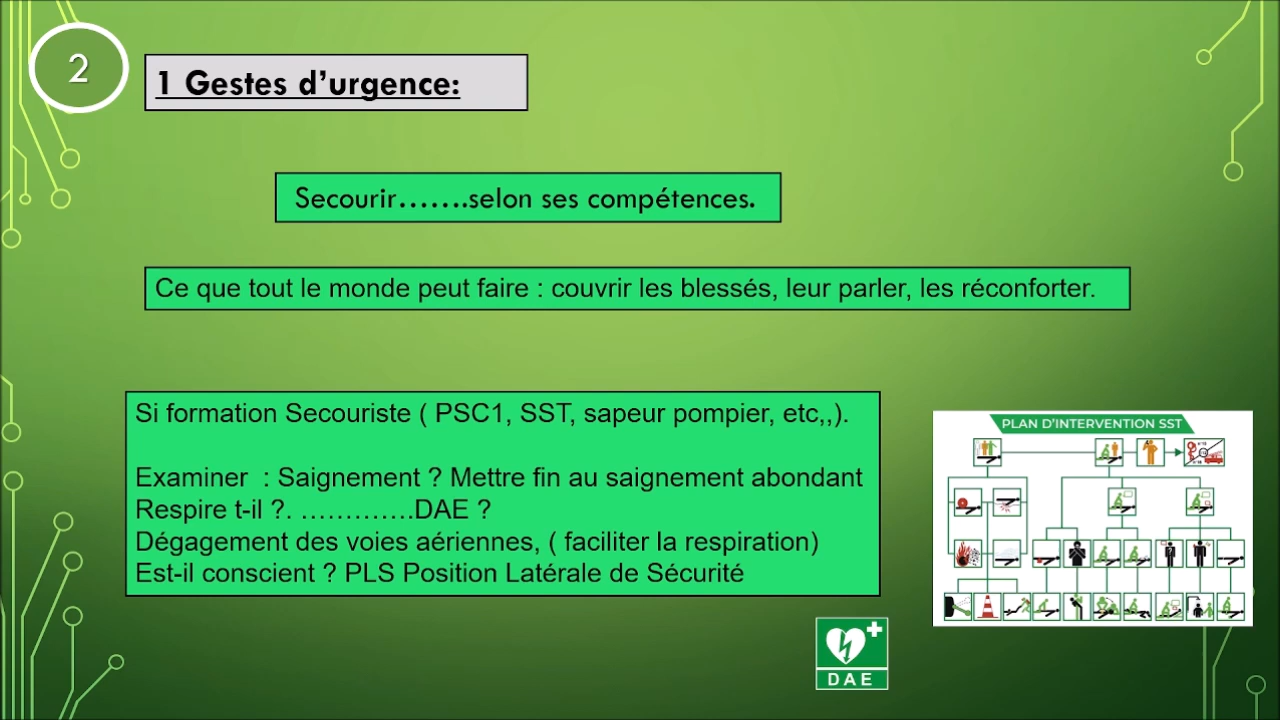 2
1 Gestes d’urgence:
Secourir…….selon ses compétences.
Ce que tout le monde peut faire : couvrir les blessés, leur parler, les réconforter.
Si formation Secouriste ( PSC1, SST, sapeur pompier, etc,,).
Examiner  : Saignement ? Mettre fin au saignement abondant
Respire t-il ?. ………….DAE ?
Dégagement des voies aériennes, ( faciliter la respiration)
Est-il conscient ? PLS Position Latérale de Sécurité
PLAN D’INTERVENTION SST
DAE